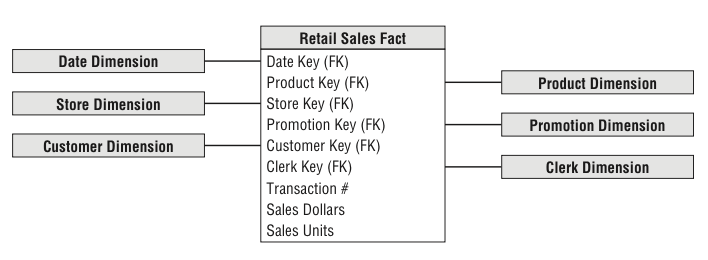 Retail Sales Fact
Date Key (FK)
Product Key (FK)
Store Key (FK)
Promotion Key (FK)
Customer Key (FK)
Clerk Key (FK)
Transaction #
Sales Dollars
Sales Units
Date Dimension
Store Dimension
Customer Dimension
Product Dimension
Promotion Dimension
Clerk Dimension